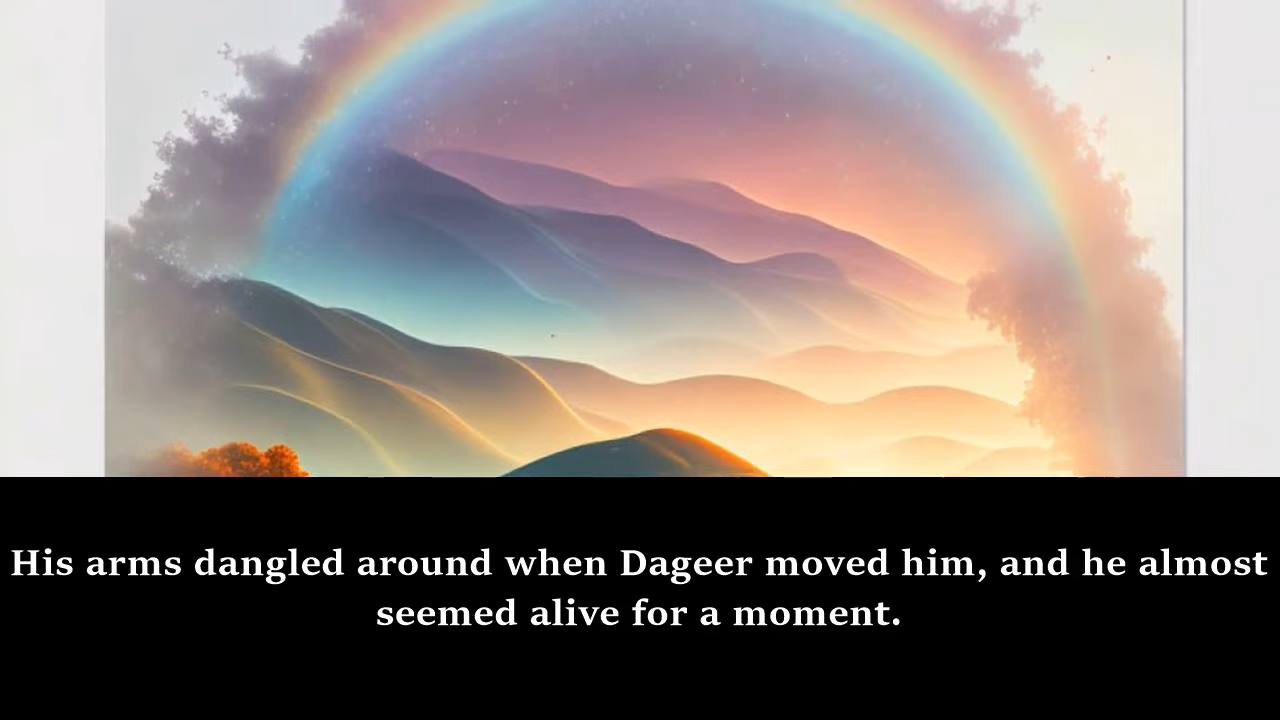 His arms dangled around when Dageer moved him, and he almost
seemed alive for a moment.